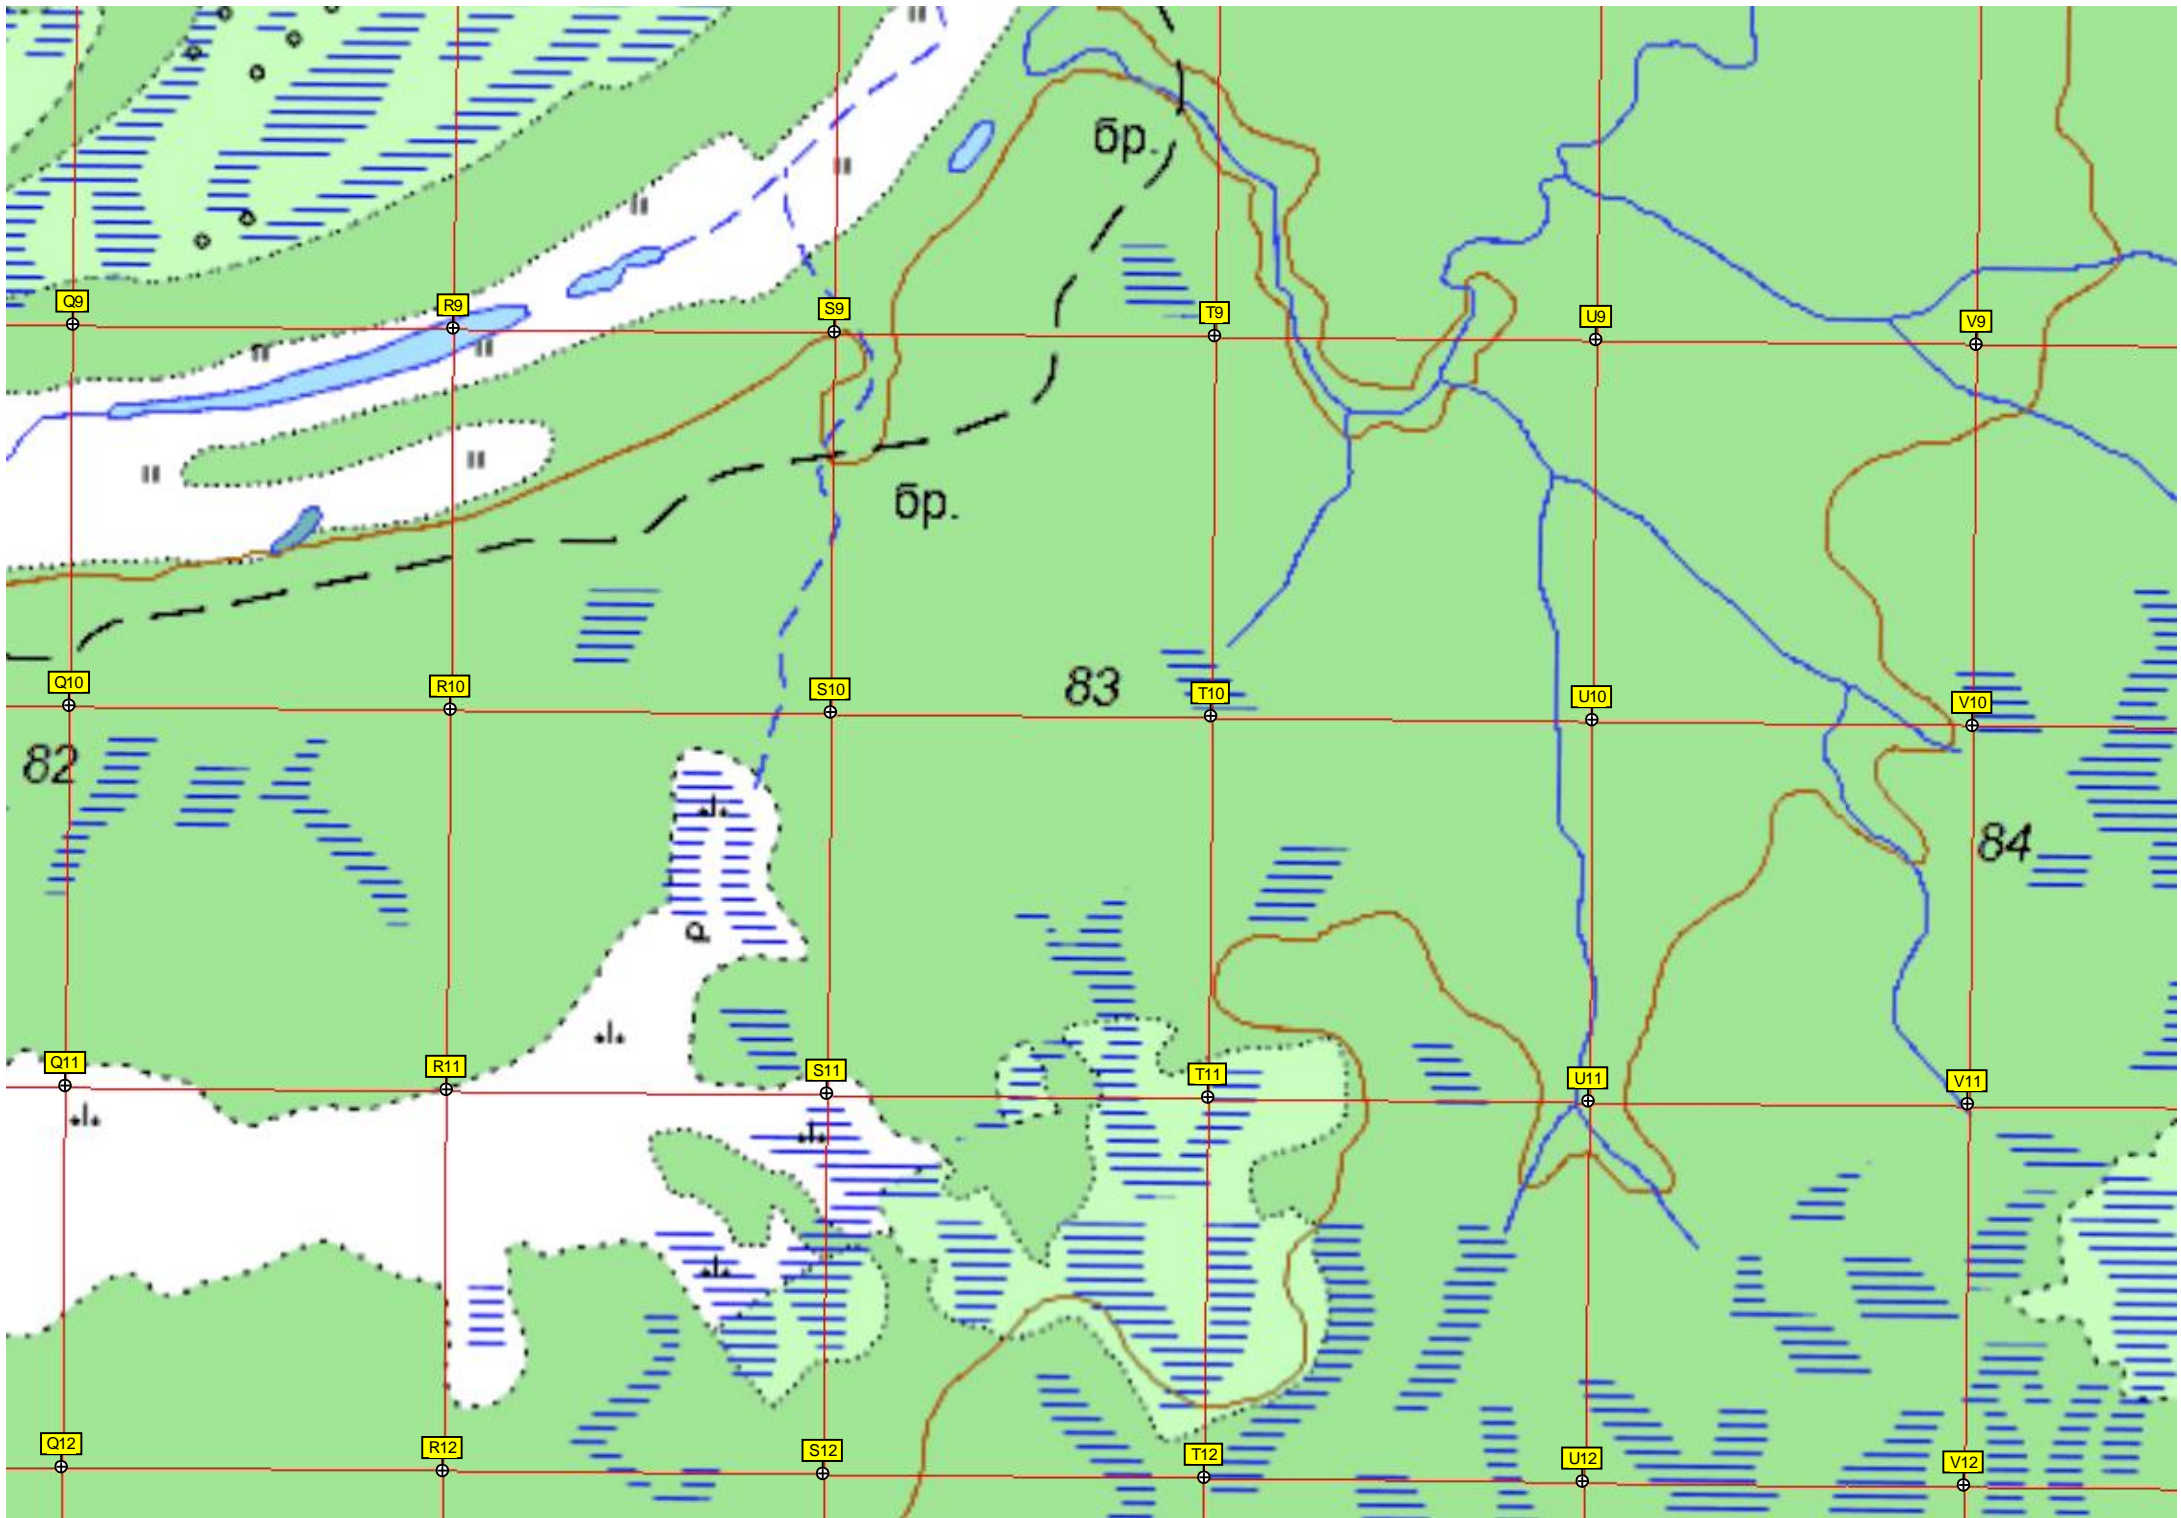 бр.
Q9
R9
S9
T9
U9
V9
бр.
Q10
R10
S10
83
T10
U10
V10
82
84
Р
Q11
R11
S11
T11
U11
V11
Q12
R12
S12
T12
U12
V12